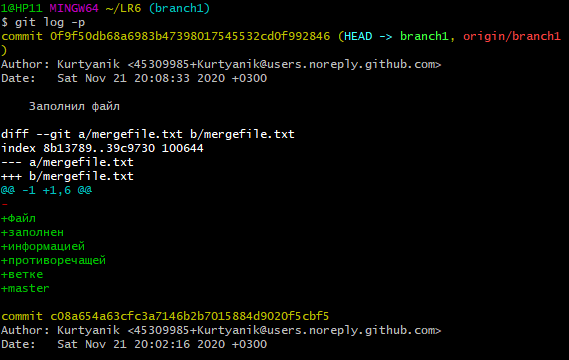 1@HP11 MINGW64 ~/LR6 (branch1)
$ git log -p
commit 0f9f50db68a6983b47398017545532cd0f992846 (HEAD -> branch1, origin/branch1
)
Author: Kurtyanik <45309985+Kurtyanik@users.noreply.github.com>
Date:   Sat Nov 21 20:08:33 2020 +0300

    Заполнил файл

diff --git a/mergefile.txt b/mergefile.txt
index 8b13789..39c9730 100644
--- a/mergefile.txt
+++ b/mergefile.txt
@@ -1 +1,6 @@
-
+Файл
+заполнен
+информацией
+противоречащей
+ветке
+master

commit c08a654a63cfc3a7146b2b7015884d9020f5cbf5
Author: Kurtyanik <45309985+Kurtyanik@users.noreply.github.com>
Date:   Sat Nov 21 20:02:16 2020 +0300